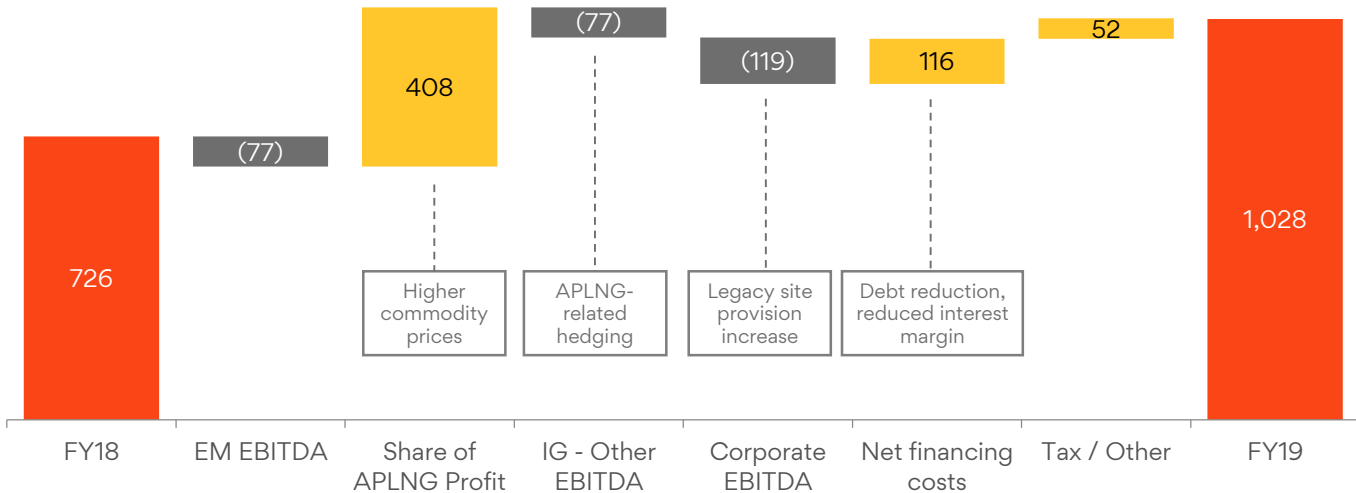 726
(77)
408
(77)
(119)
116
52
1,028
Higher
commodity
prices
APLNG-
related
hedging
Legacy site
provision
increase
Debt reduction,
reduced interest
margin
FY18
EM EBITDA
Share of
APLNG Profit
IG - Other
EBITDA
Corporate
EBITDA
Net financing
costs
Tax / Other
FY19